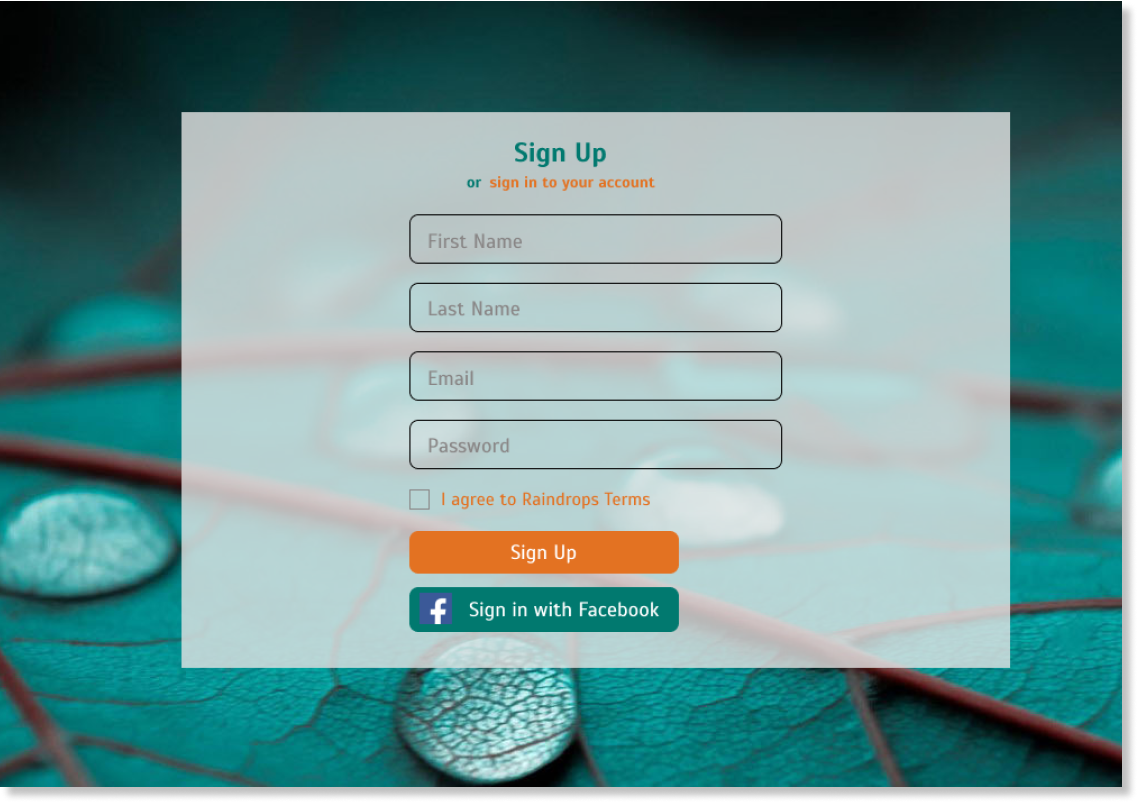 Sign Up
or sign in to your account
First Name
Last Name
Email
Password
I agree to Raindrops Terms
Sign Up
Sign in with Facebook